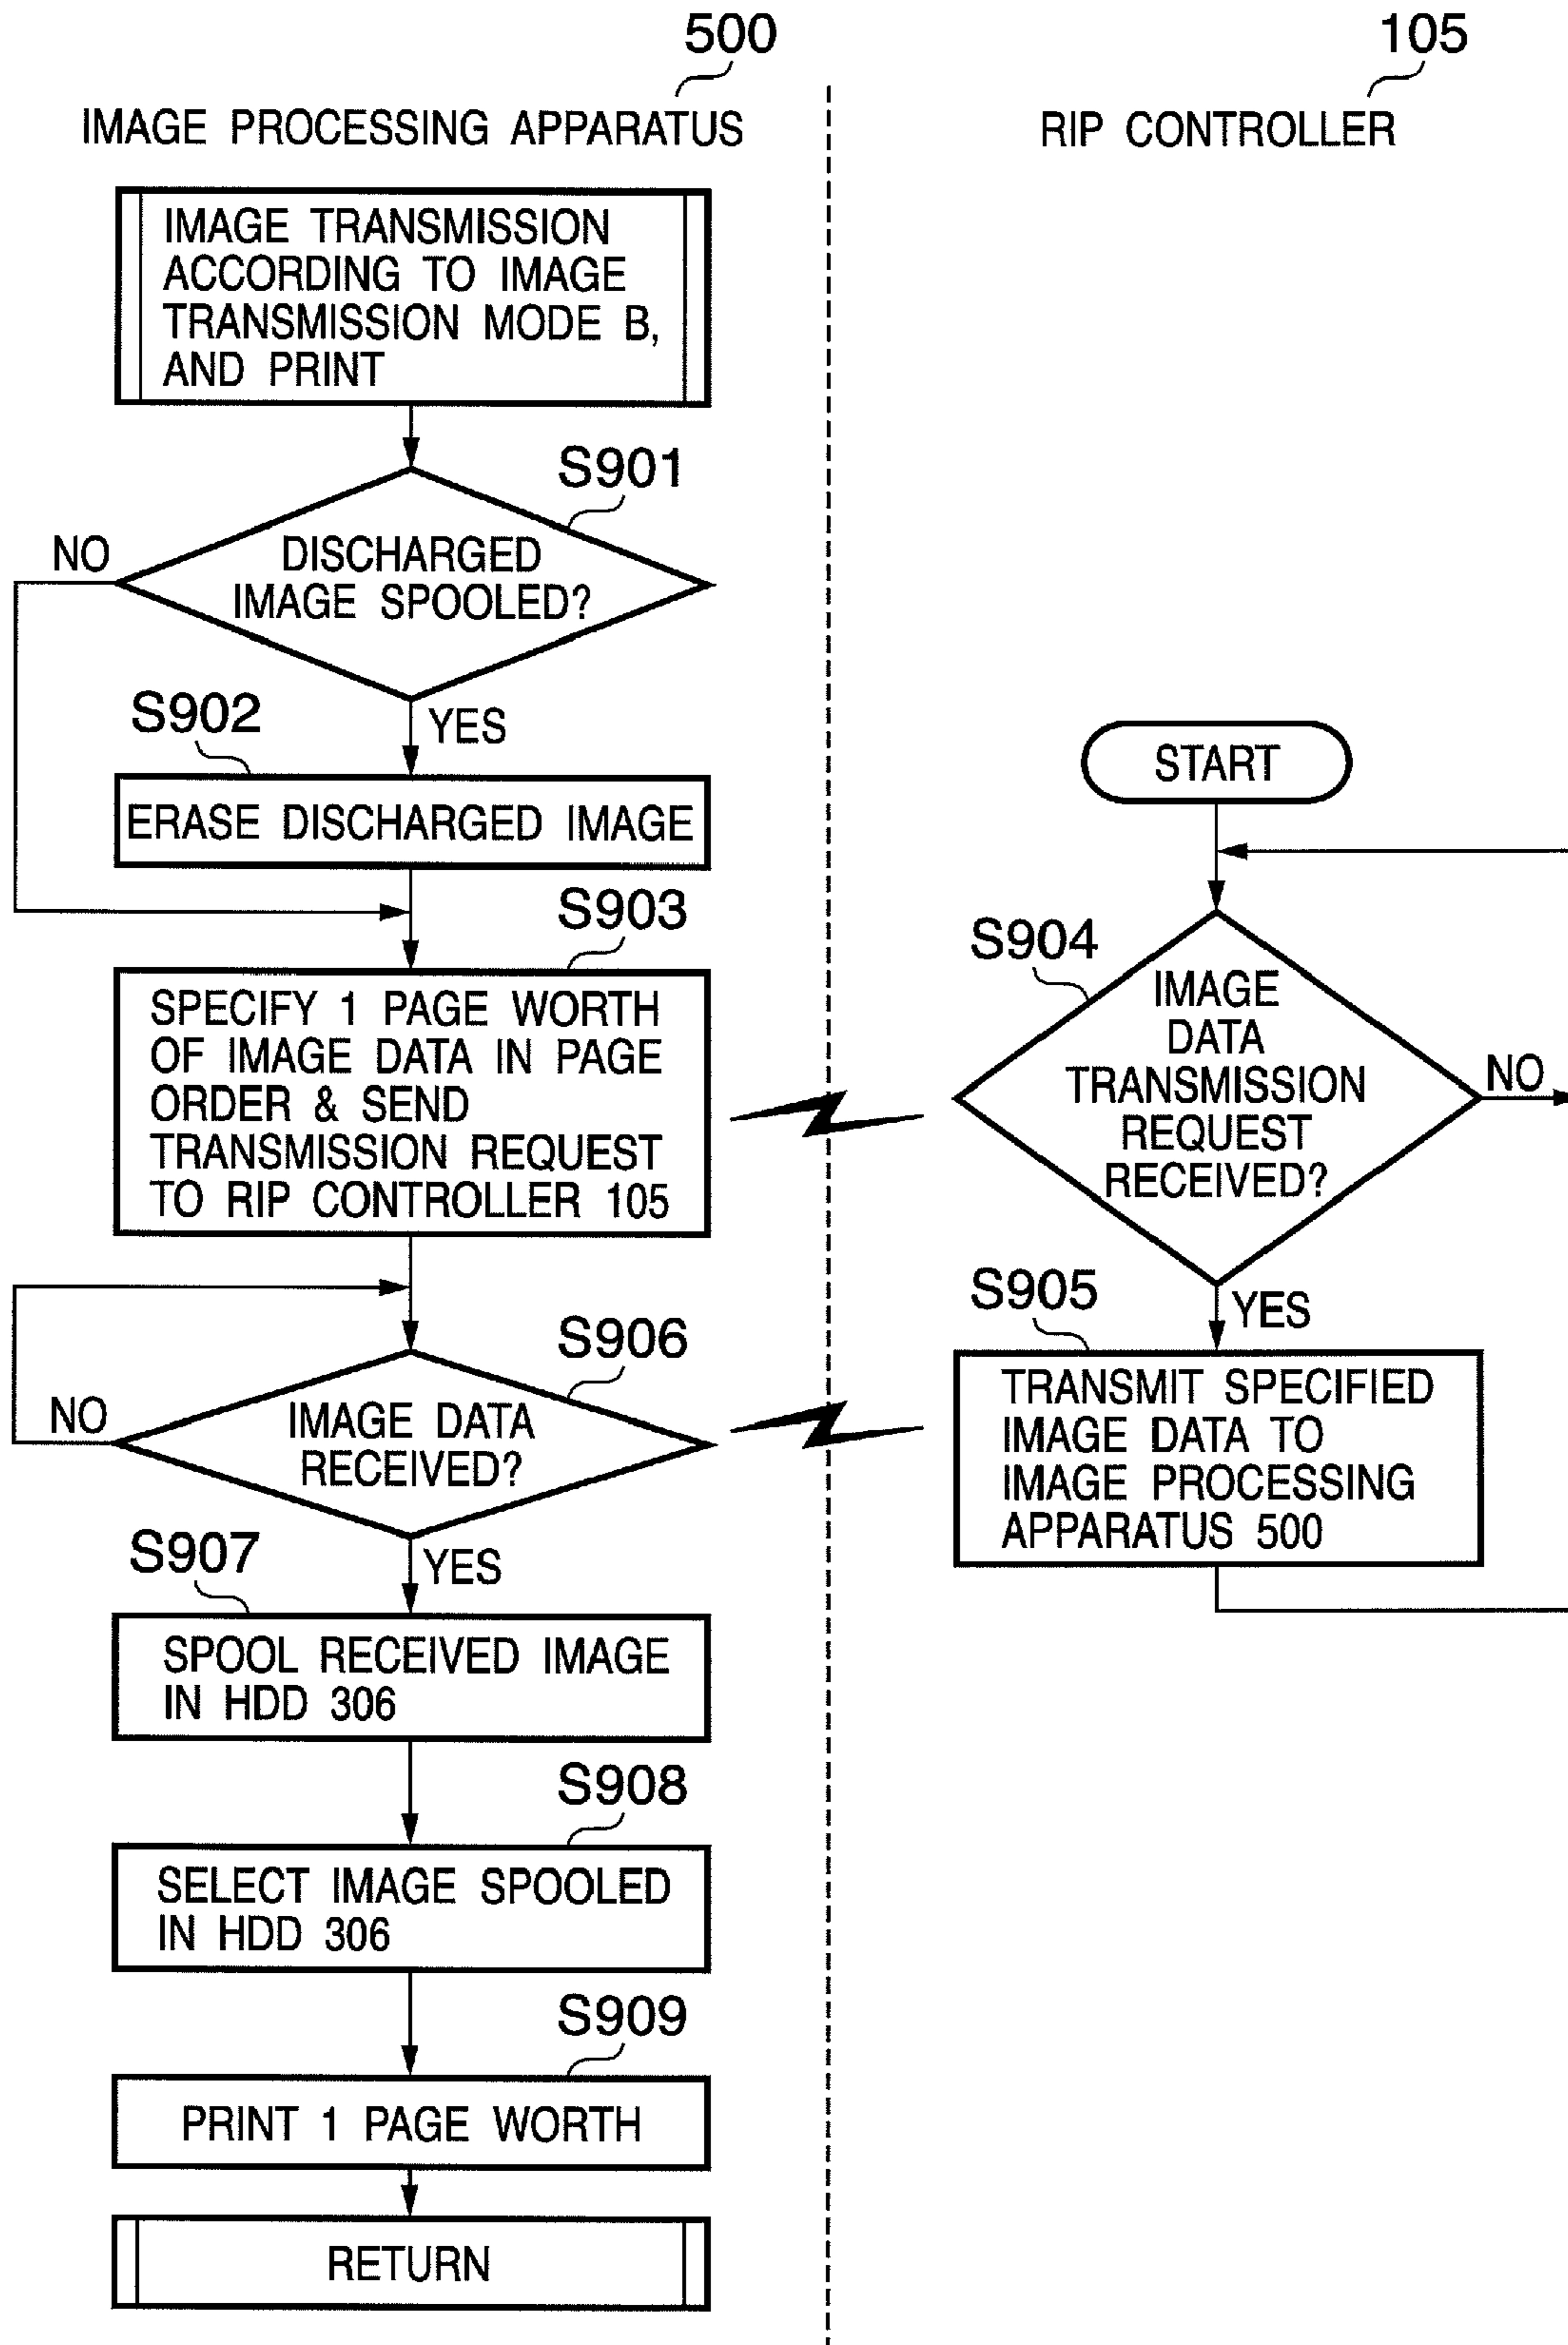 500
IMAGE PROCESSING APPARATUS
IMAGE TRANSMISSION
ACCORDING TO IMAGE
TRANSMISSION MODE B,
AND PRINT
S901
NO
DISCHARGED
IMAGE SPOOLED?
YES
S902
ERASE DISCHARGED IMAGE
S903
SPECIFY 1 PAGE WORTH
OF IMAGE DATA IN PAGE
ORDER & SEND
TRANSMISSION REQUEST
TO RIP CONTROLLER 105
S906
NO
IMAGE DATA
RECEIVED?
YES
S907
SPOOL RECEIVED IMAGE
IN HDD 306
S908
SELECT IMAGE SPOOLED
IN HDD 306
S909
PRINT 1 PAGE WORTH
RETURN
105
RIP CONTROLLER
START
S904
IMAGE
DATA
TRANSMISSION
REQUEST
RECEIVED?
NO
YES
S905
TRANSMIT SPECIFIED
IMAGE DATA TO
IMAGE PROCESSING
APPARATUS 500